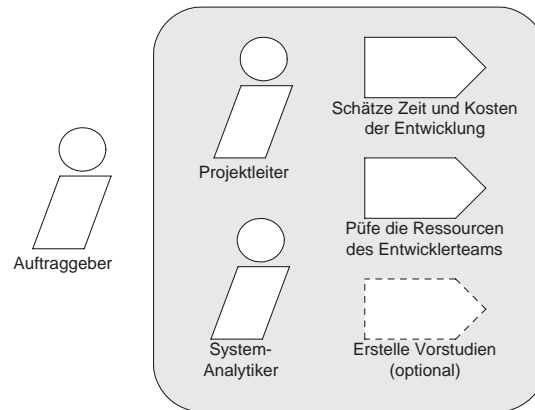 Auftraggeber
Projektleiter
System-
Analytiker
Schätze Zeit und Kosten
der Entwicklung
Püfe die Ressourcen
des Entwicklerteams
Erstelle Vorstudien
(optional)